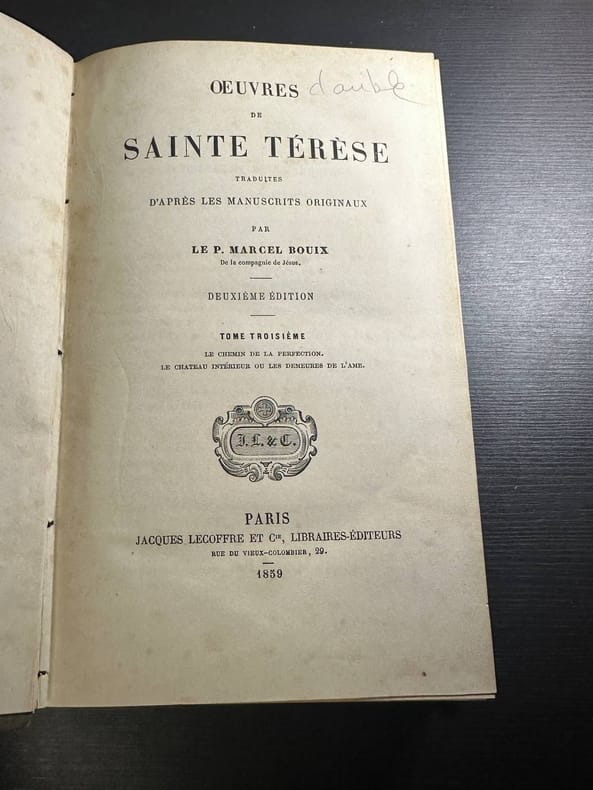 OEUVRES double
DE
SAINTE TÉRÈSE
TRADUITES
D'APRÈS LES MANUSCRITS ORIGINAUX
PAR
LE P. MARCEL BOUIX
De la compagnie de Jésus.
DEUXIÈME ÉDITION
TOME TROISIÈME
LE CHEMIN DE LA PERFECTION.
LE CHATEAU INTÉRIEUR OU LES DEMEURES DE L'AME.
J. L. & C.
PARIS
JACQUES LECOFFRE ET Cie, LIBRAIRES-ÉDITEURS
RUE DU VIEUX-COLOMBIER, 29.
1859